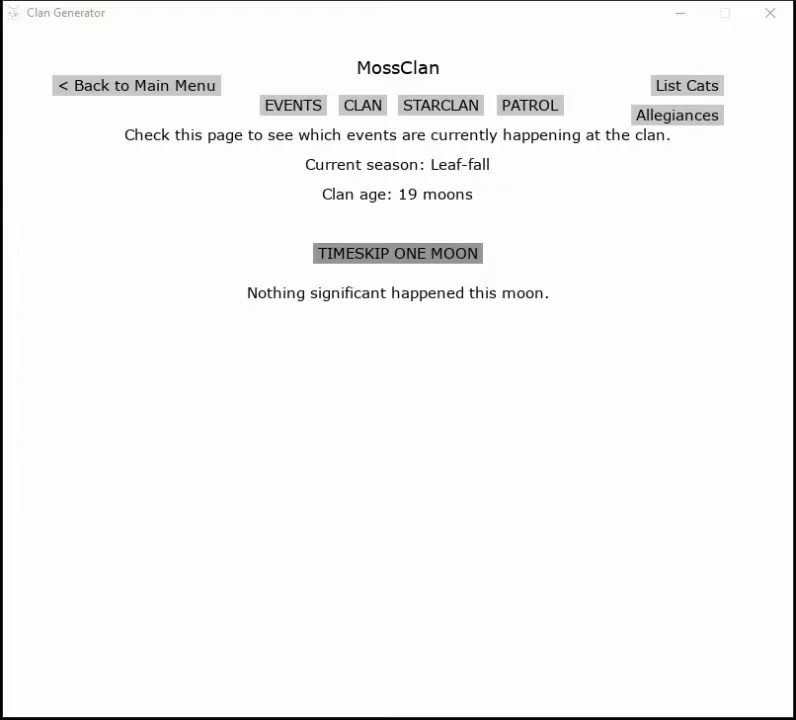 Clan Generator
MossClan
< Back to Main Menu
List Cats
EVENTS CLAN STARCLAN PATROL
Allegiances
Check this page to see which events are currently happening at the clan.
Current season: Leaf-fall
Clan age: 19 moons
TIMESKIP ONE MOON
Nothing significant happened this moon.